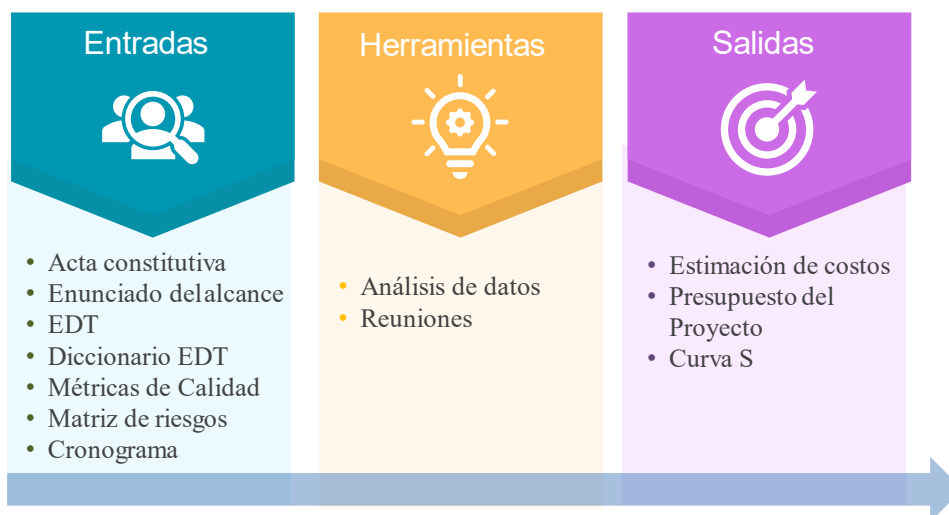 Entradas
• Acta constitutiva
• Enunciado del alcance
• EDT
• Diccionario EDT
• Métricas de Calidad
• Matriz de riesgos
• Cronograma
Herramientas
• Análisis de datos
• Reuniones
Salidas
• Estimación de costos
• Presupuesto del
Proyecto
• Curva S